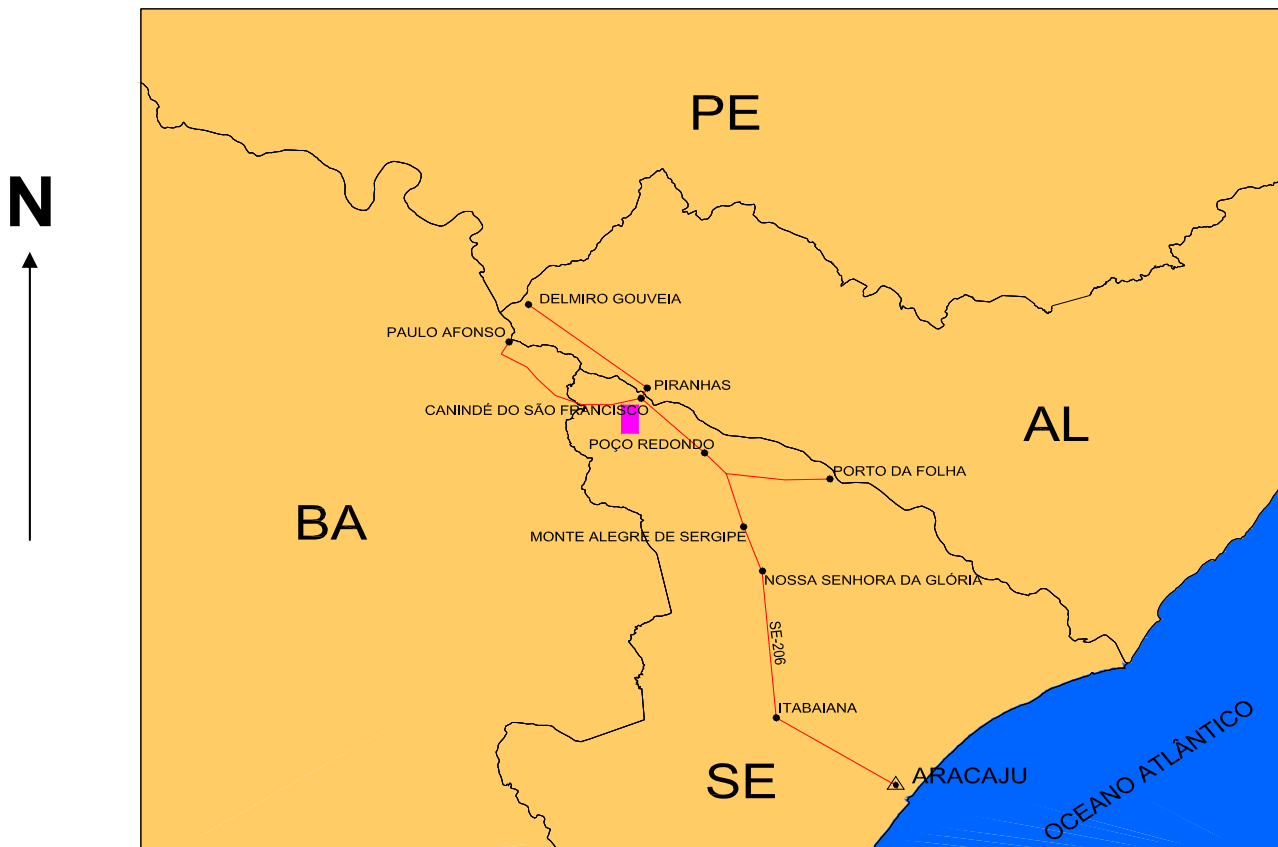 PE
N
DELMIRO GOUVEIA
PAULO AFONSO
PIRANHAS
CANINDÉ DO SÃO FRANCISCO
AL
POÇO REDONDO
PORTO DA FOLHA
BA
MONTE ALEGRE DE SERGIPE
NOSSA SENHORA DA GLÓRIA
SE-206
ITABAIANA
SE
ARACAJU
OCEANO ATLÂNTICO